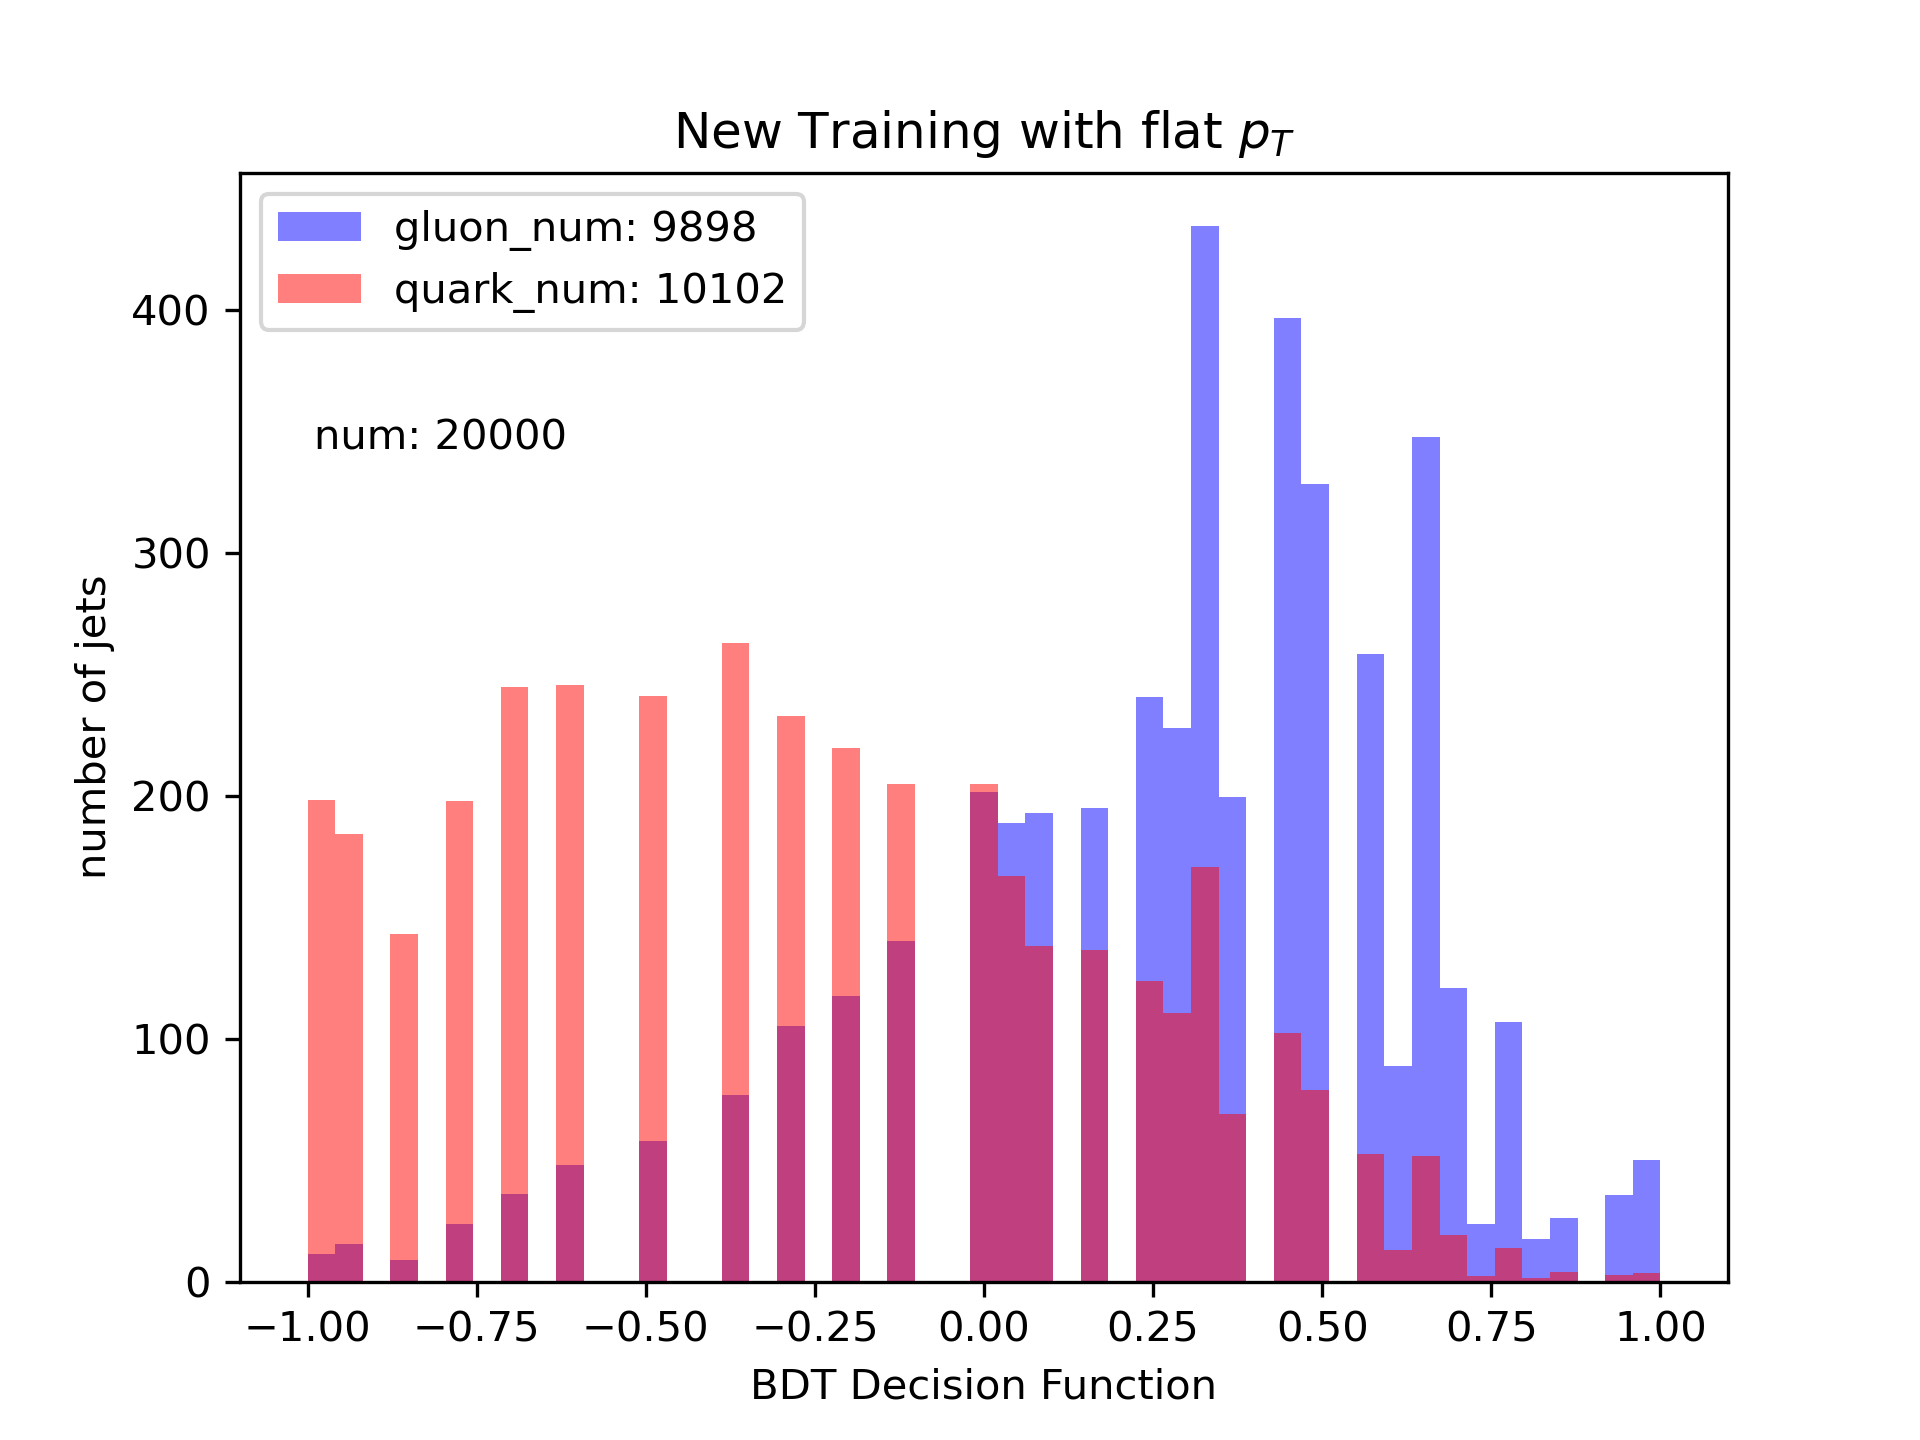 New Training with flat $p_T$
gluon_num: 9898
quark_num: 10102
num: 20000
number of jets
400
300
200
100
0
−1.00 −0.75 −0.50 −0.25 0.00 0.25 0.50 0.75 1.00
BDT Decision Function